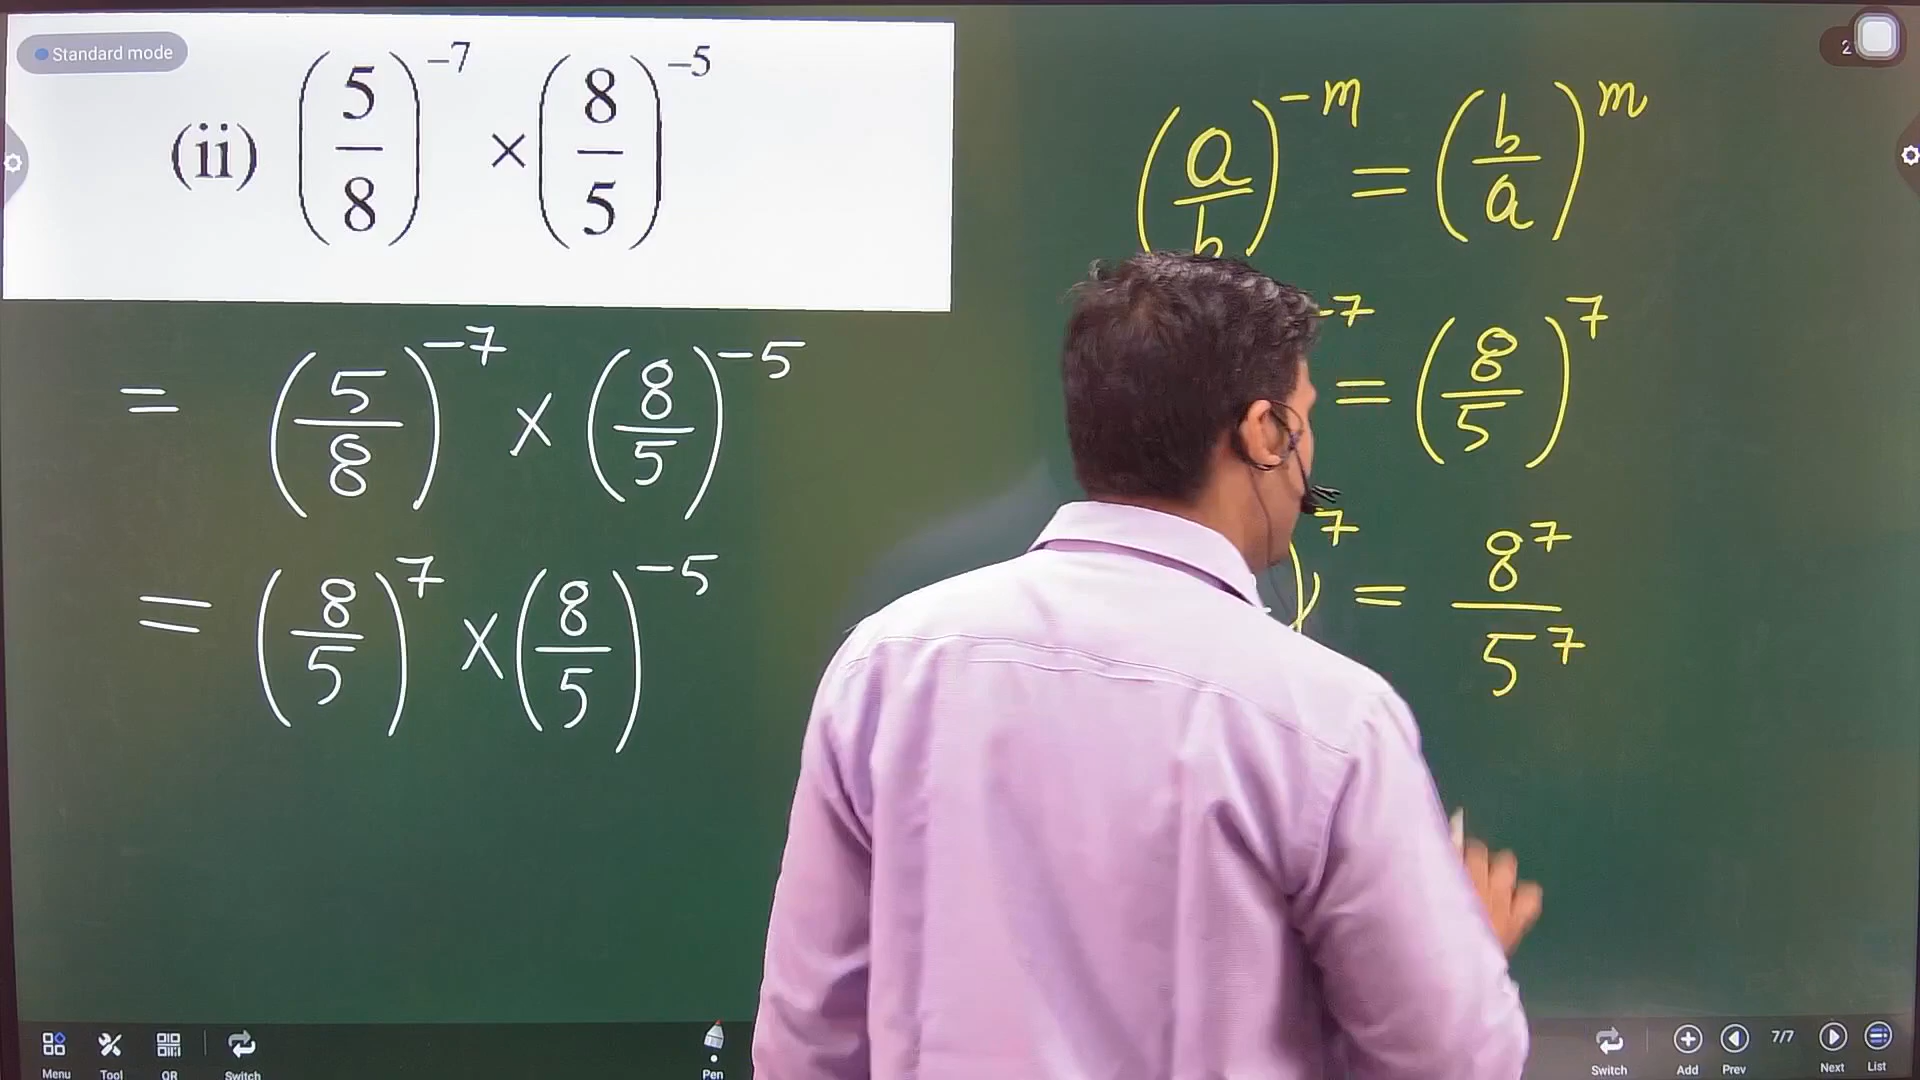 Standard mode
(ii) (5/8)^–7 × (8/5)^–5
= (5/8)^-7 × (8/5)^-5
= (8/5)^7 × (8/5)^-5
(a/b)^-m = (b/a)^m
-7 = (8/5)^7
)^7 = 8^7/5^7
Menu Tool QR Switch Pen Switch Add Prev 7/7 Next List